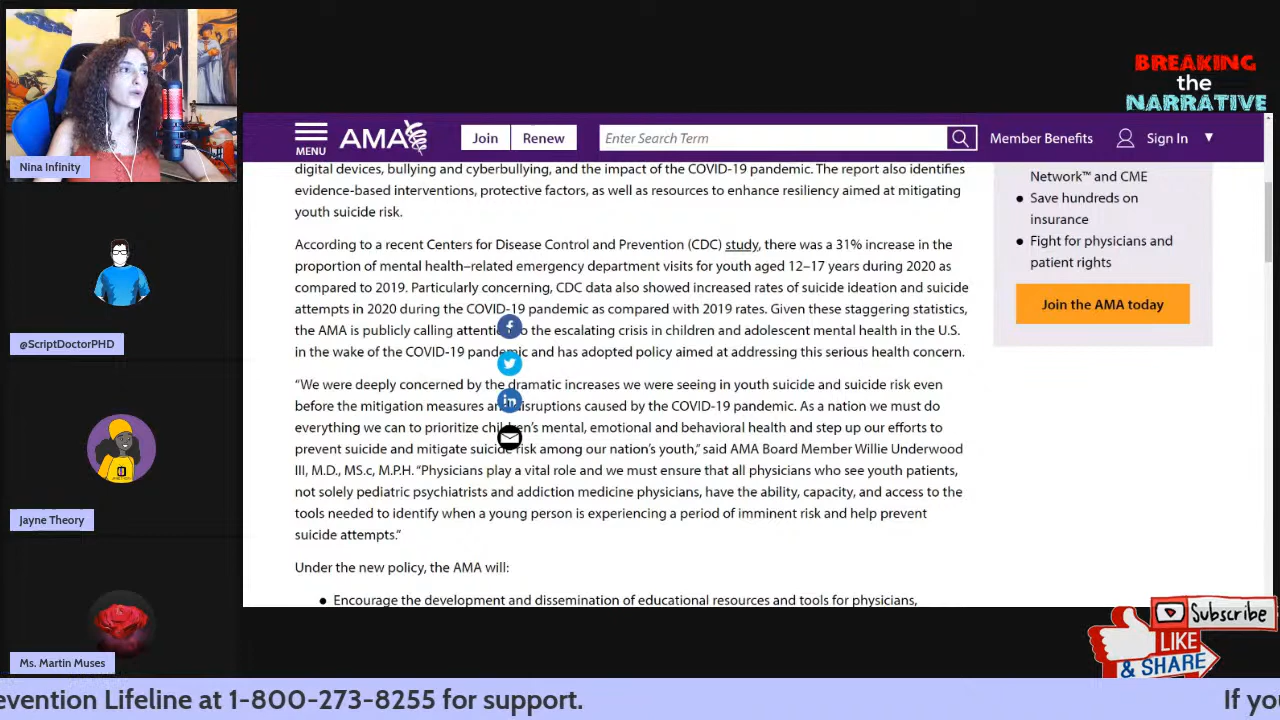 BREAKING
the
NARRATIVE
Nina Infinity
@ScriptDoctorPHD
Jayne Theory
Ms. Martin Muses
MENU
AMA
Join
Renew
Enter Search Term
Member Benefits
Sign In
digital devices, bullying and cyberbullying, and the impact of the COVID-19 pandemic. The report also identifies
evidence-based interventions, protective factors, as well as resources to enhance resiliency aimed at mitigating
youth suicide risk.
According to a recent Centers for Disease Control and Prevention (CDC) study, there was a 31% increase in the
proportion of mental health–related emergency department visits for youth aged 12–17 years during 2020 as
compared to 2019. Particularly concerning, CDC data also showed increased rates of suicide ideation and suicide
attempts in 2020 during the COVID-19 pandemic as compared with 2019 rates. Given these staggering statistics,
the AMA is publicly calling attention to the escalating crisis in children and adolescent mental health in the U.S.
in the wake of the COVID-19 pandemic and has adopted policy aimed at addressing this serious health concern.
“We were deeply concerned by the dramatic increases we were seeing in youth suicide and suicide risk even
before the mitigation measures and disruptions caused by the COVID-19 pandemic. As a nation we must do
everything we can to prioritize children’s mental, emotional and behavioral health and step up our efforts to
prevent suicide and mitigate suicide risk among our nation’s youth,” said AMA Board Member Willie Underwood
III, M.D., MS.c, M.P.H. “Physicians play a vital role and we must ensure that all physicians who see youth patients,
not solely pediatric psychiatrists and addiction medicine physicians, have the ability, capacity, and access to the
tools needed to identify when a young person is experiencing a period of imminent risk and help prevent
suicide attempts.”
Under the new policy, the AMA will:
● Encourage the development and dissemination of educational resources and tools for physicians,
Network™ and CME
● Save hundreds on
insurance
● Fight for physicians and
patient rights
Join the AMA today
Subscribe
LIKE
& SHARE
evention Lifeline at 1-800-273-8255 for support.
If you